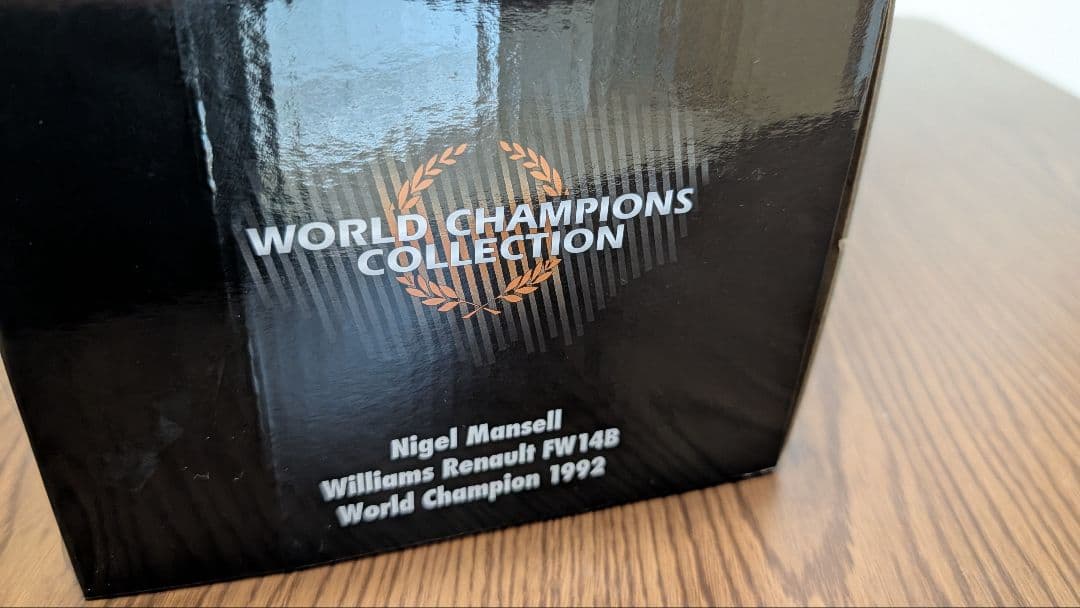 WORLD CHAMPIONS
COLLECTION
Nigel Mansell
Williams Renault FW14B
World Champion 1992